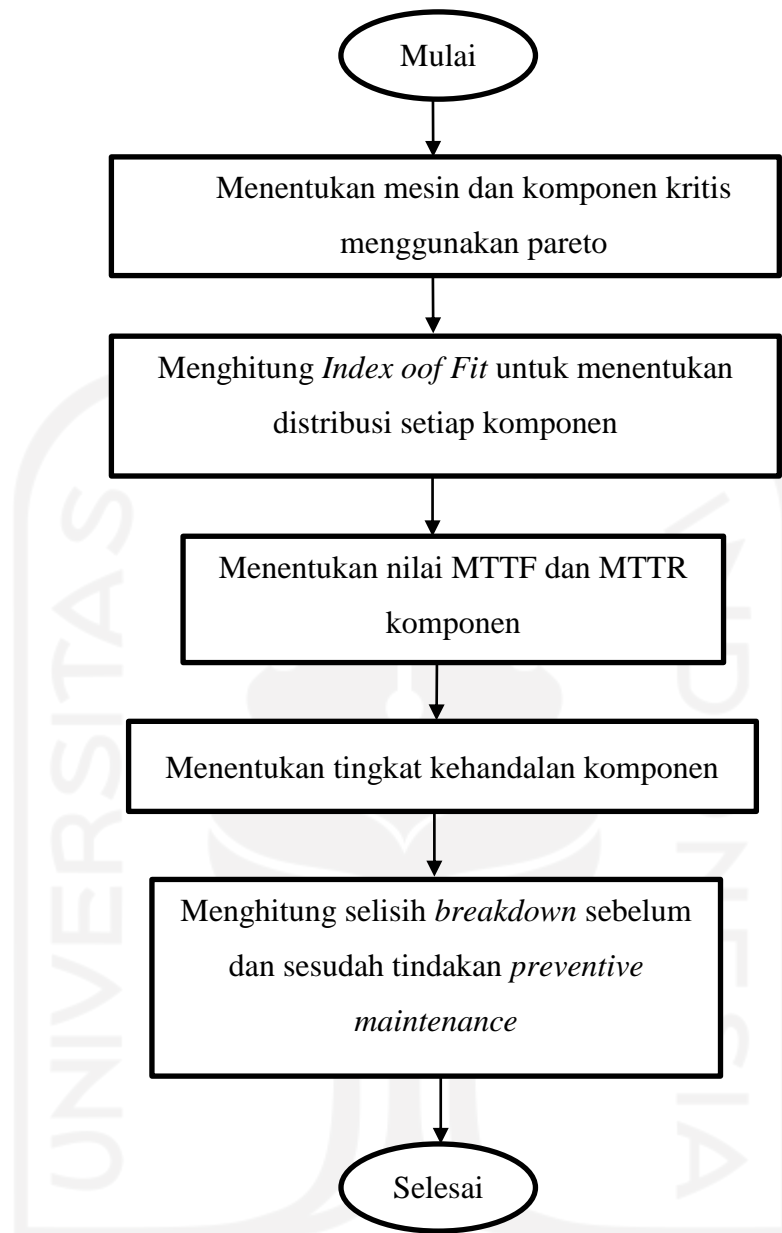 Mulai
Menentukan mesin dan komponen kritis
menggunakan pareto
Menghitung Index oof Fit untuk menentukan
distribusi setiap komponen
Menentukan nilai MTTF dan MTTR
komponen
Menentukan tingkat kehandalan komponen
Menghitung selisih breakdown sebelum
dan sesudah tindakan preventive
maintenance
Selesai
UNIVERSITAS